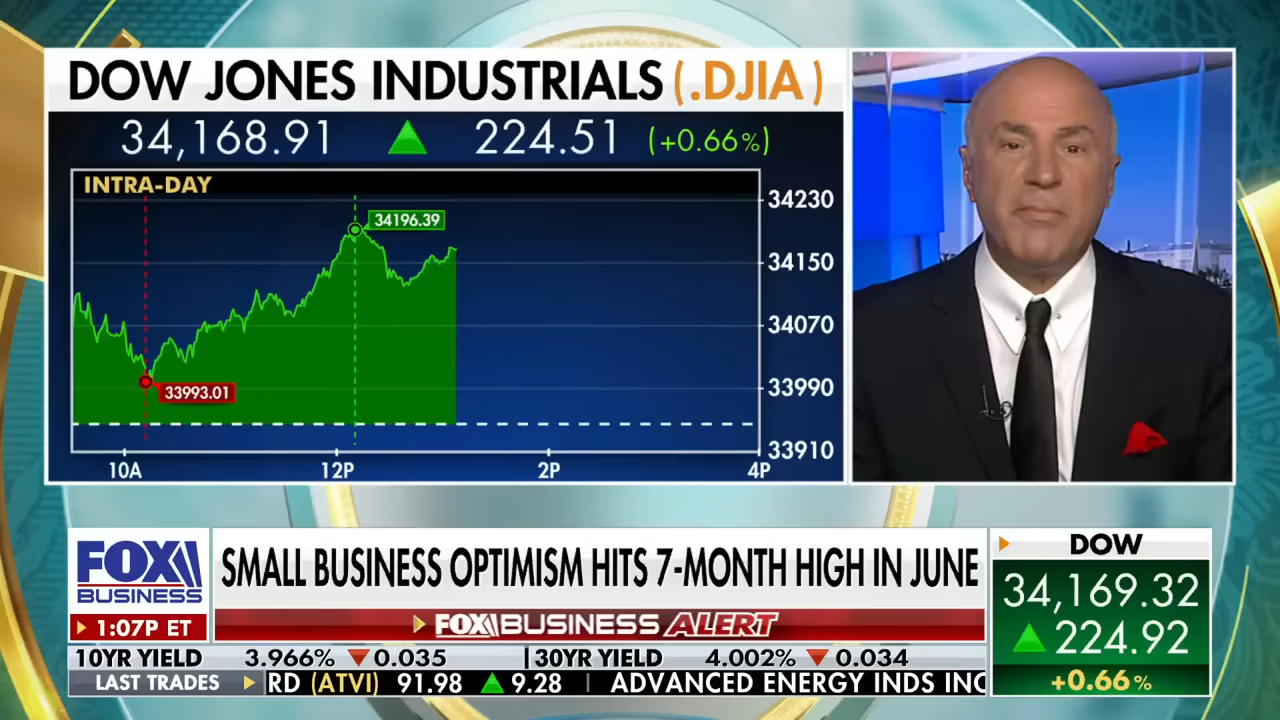 DOW JONES INDUSTRIALS (.DJIA)
34,168.91 ▲ 224.51 (+0.66%)
INTRA-DAY
34196.39
33993.01
34230
34150
34070
33990
33910
10A 12P 2P 4P
FOX BUSINESS
1:07P ET
SMALL BUSINESS OPTIMISM HITS 7-MONTH HIGH IN JUNE
FOX BUSINESS ALERT
DOW
34,169.32
▲ 224.92
+0.66%
10YR YIELD 3.966% ▼ 0.035 30YR YIELD 4.002% ▼ 0.034
LAST TRADES RD (ATVI) 91.98 ▲ 9.28 ADVANCED ENERGY INDS INC